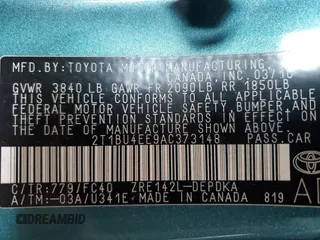 MFD. BY: TOYOTA MOTOR MANUFACTURING,
CANADA, INC. 03/10
GVWR 3840 LB GAWR FR 2090LB RR 1850LB
THIS VEHICLE CONFORMS TO ALL APPLICABLE
FEDERAL MOTOR VEHICLE SAFETY, BUMPER, AND
THEFT PREVENTION STANDARDS IN EFFECT ON
THE DATE OF MANUFACTURE SHOWN ABOVE.
2T1BU4EE9AC373148 PASS.CAR
C/TR:779/FC40 ZRE142L-DEPDKA
A/TM:-03A/U341E MADE IN CANADA 819
TOYOTA
DREAMBID